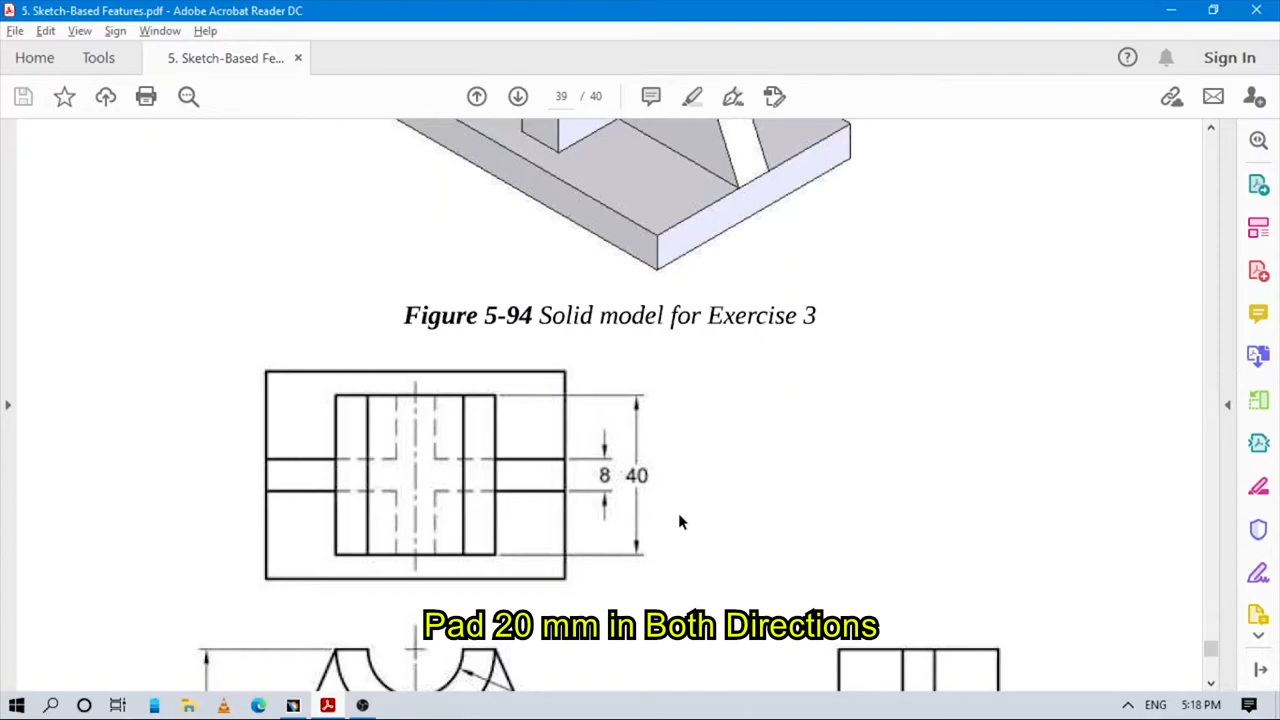 5. Sketch-Based Features.pdf - Adobe Acrobat Reader DC
File Edit View Sign Window Help
Home Tools 5. Sketch-Based Fe... × Sign In
39 / 40
Figure 5-94 Solid model for Exercise 3
8 40
Pad 20 mm in Both Directions
ENG 5:18 PM